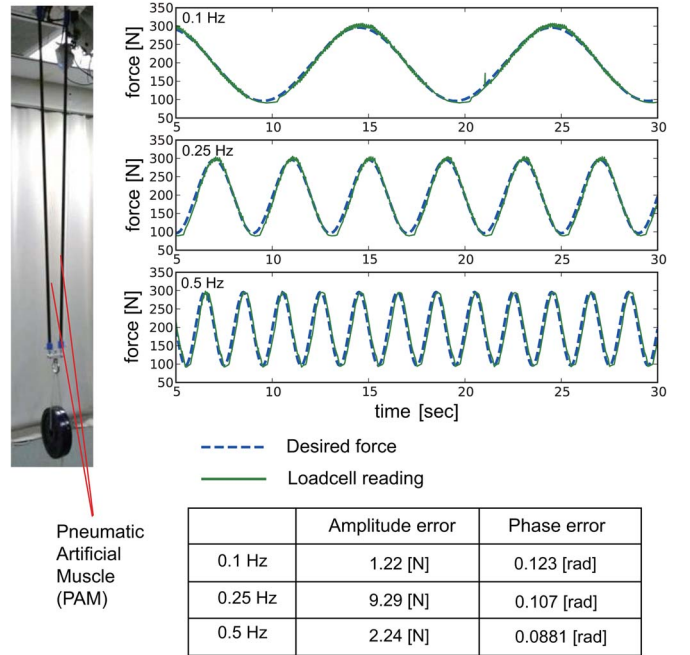 350
0.1 Hz
300
250
200
150
100
50
force [N]
5 10 15 20 25 30
350
0.25 Hz
300
250
200
150
100
50
force [N]
5 10 15 20 25 30
350
0.5 Hz
300
250
200
150
100
50
force [N]
5 10 15 20 25 30
time [sec]
Desired force
Loadcell reading
Pneumatic
Artificial
Muscle
(PAM)
Amplitude error Phase error
0.1 Hz 1.22 [N] 0.123 [rad]
0.25 Hz 9.29 [N] 0.107 [rad]
0.5 Hz 2.24 [N] 0.0881 [rad]